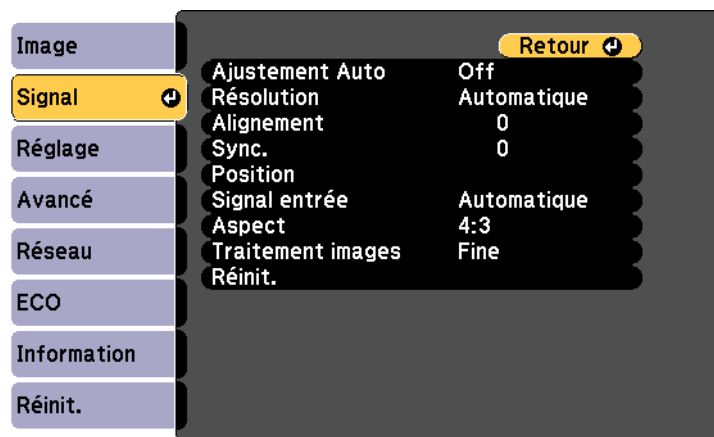 Image
Signal
Réglage
Avancé
Réseau
ECO
Information
Réinit.
Retour
Ajustement Auto Off
Résolution Automatique
Alignement 0
Sync. 0
Position
Signal entrée Automatique
Aspect 4:3
Traitement images Fine
Réinit.